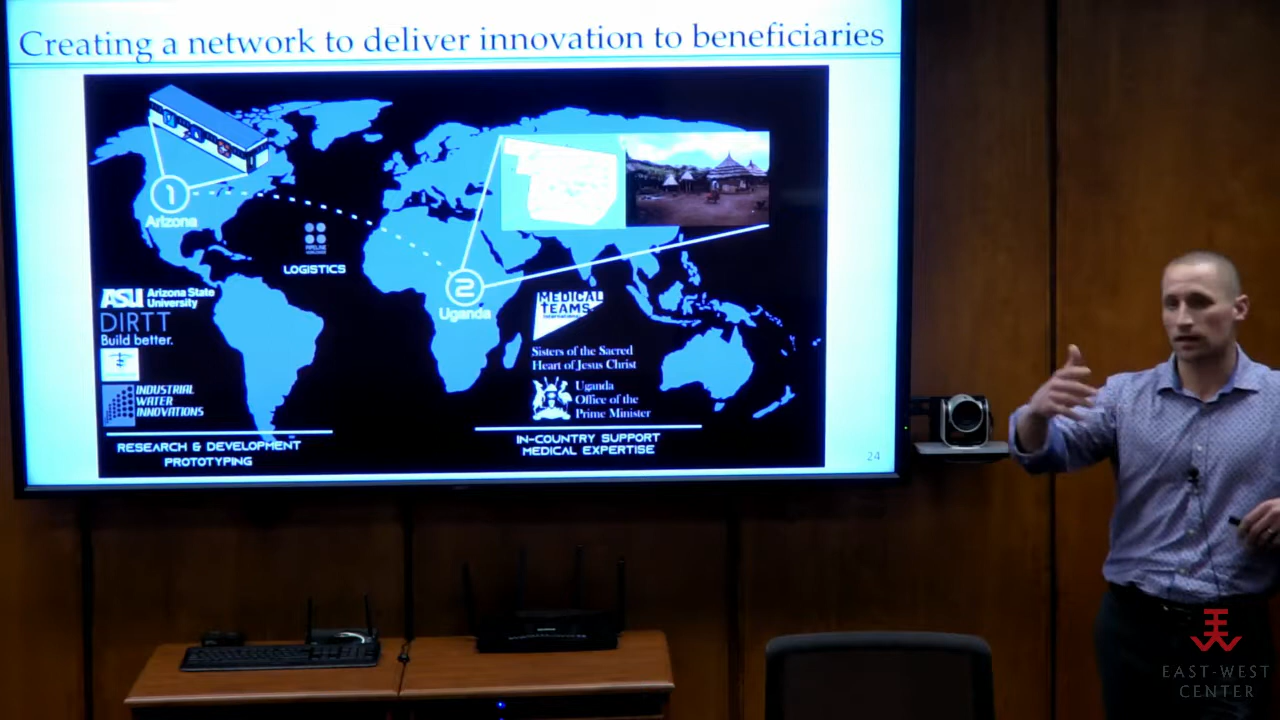 Creating a network to deliver innovation to beneficiaries
1
Arizona
PIPELINE
LOGISTICS
2
Uganda
ASU Arizona State
University
DIRTT
Build better.
INDUSTRIAL
WATER
INNOVATIONS
RESEARCH & DEVELOPMENT
PROTOTYPING
MEDICAL
TEAMS
Sisters of the Sacred
Heart of Jesus Christ
Uganda
Office of the
Prime Minister
IN-COUNTRY SUPPORT
MEDICAL EXPERTISE
24
EAST-WEST
CENTER